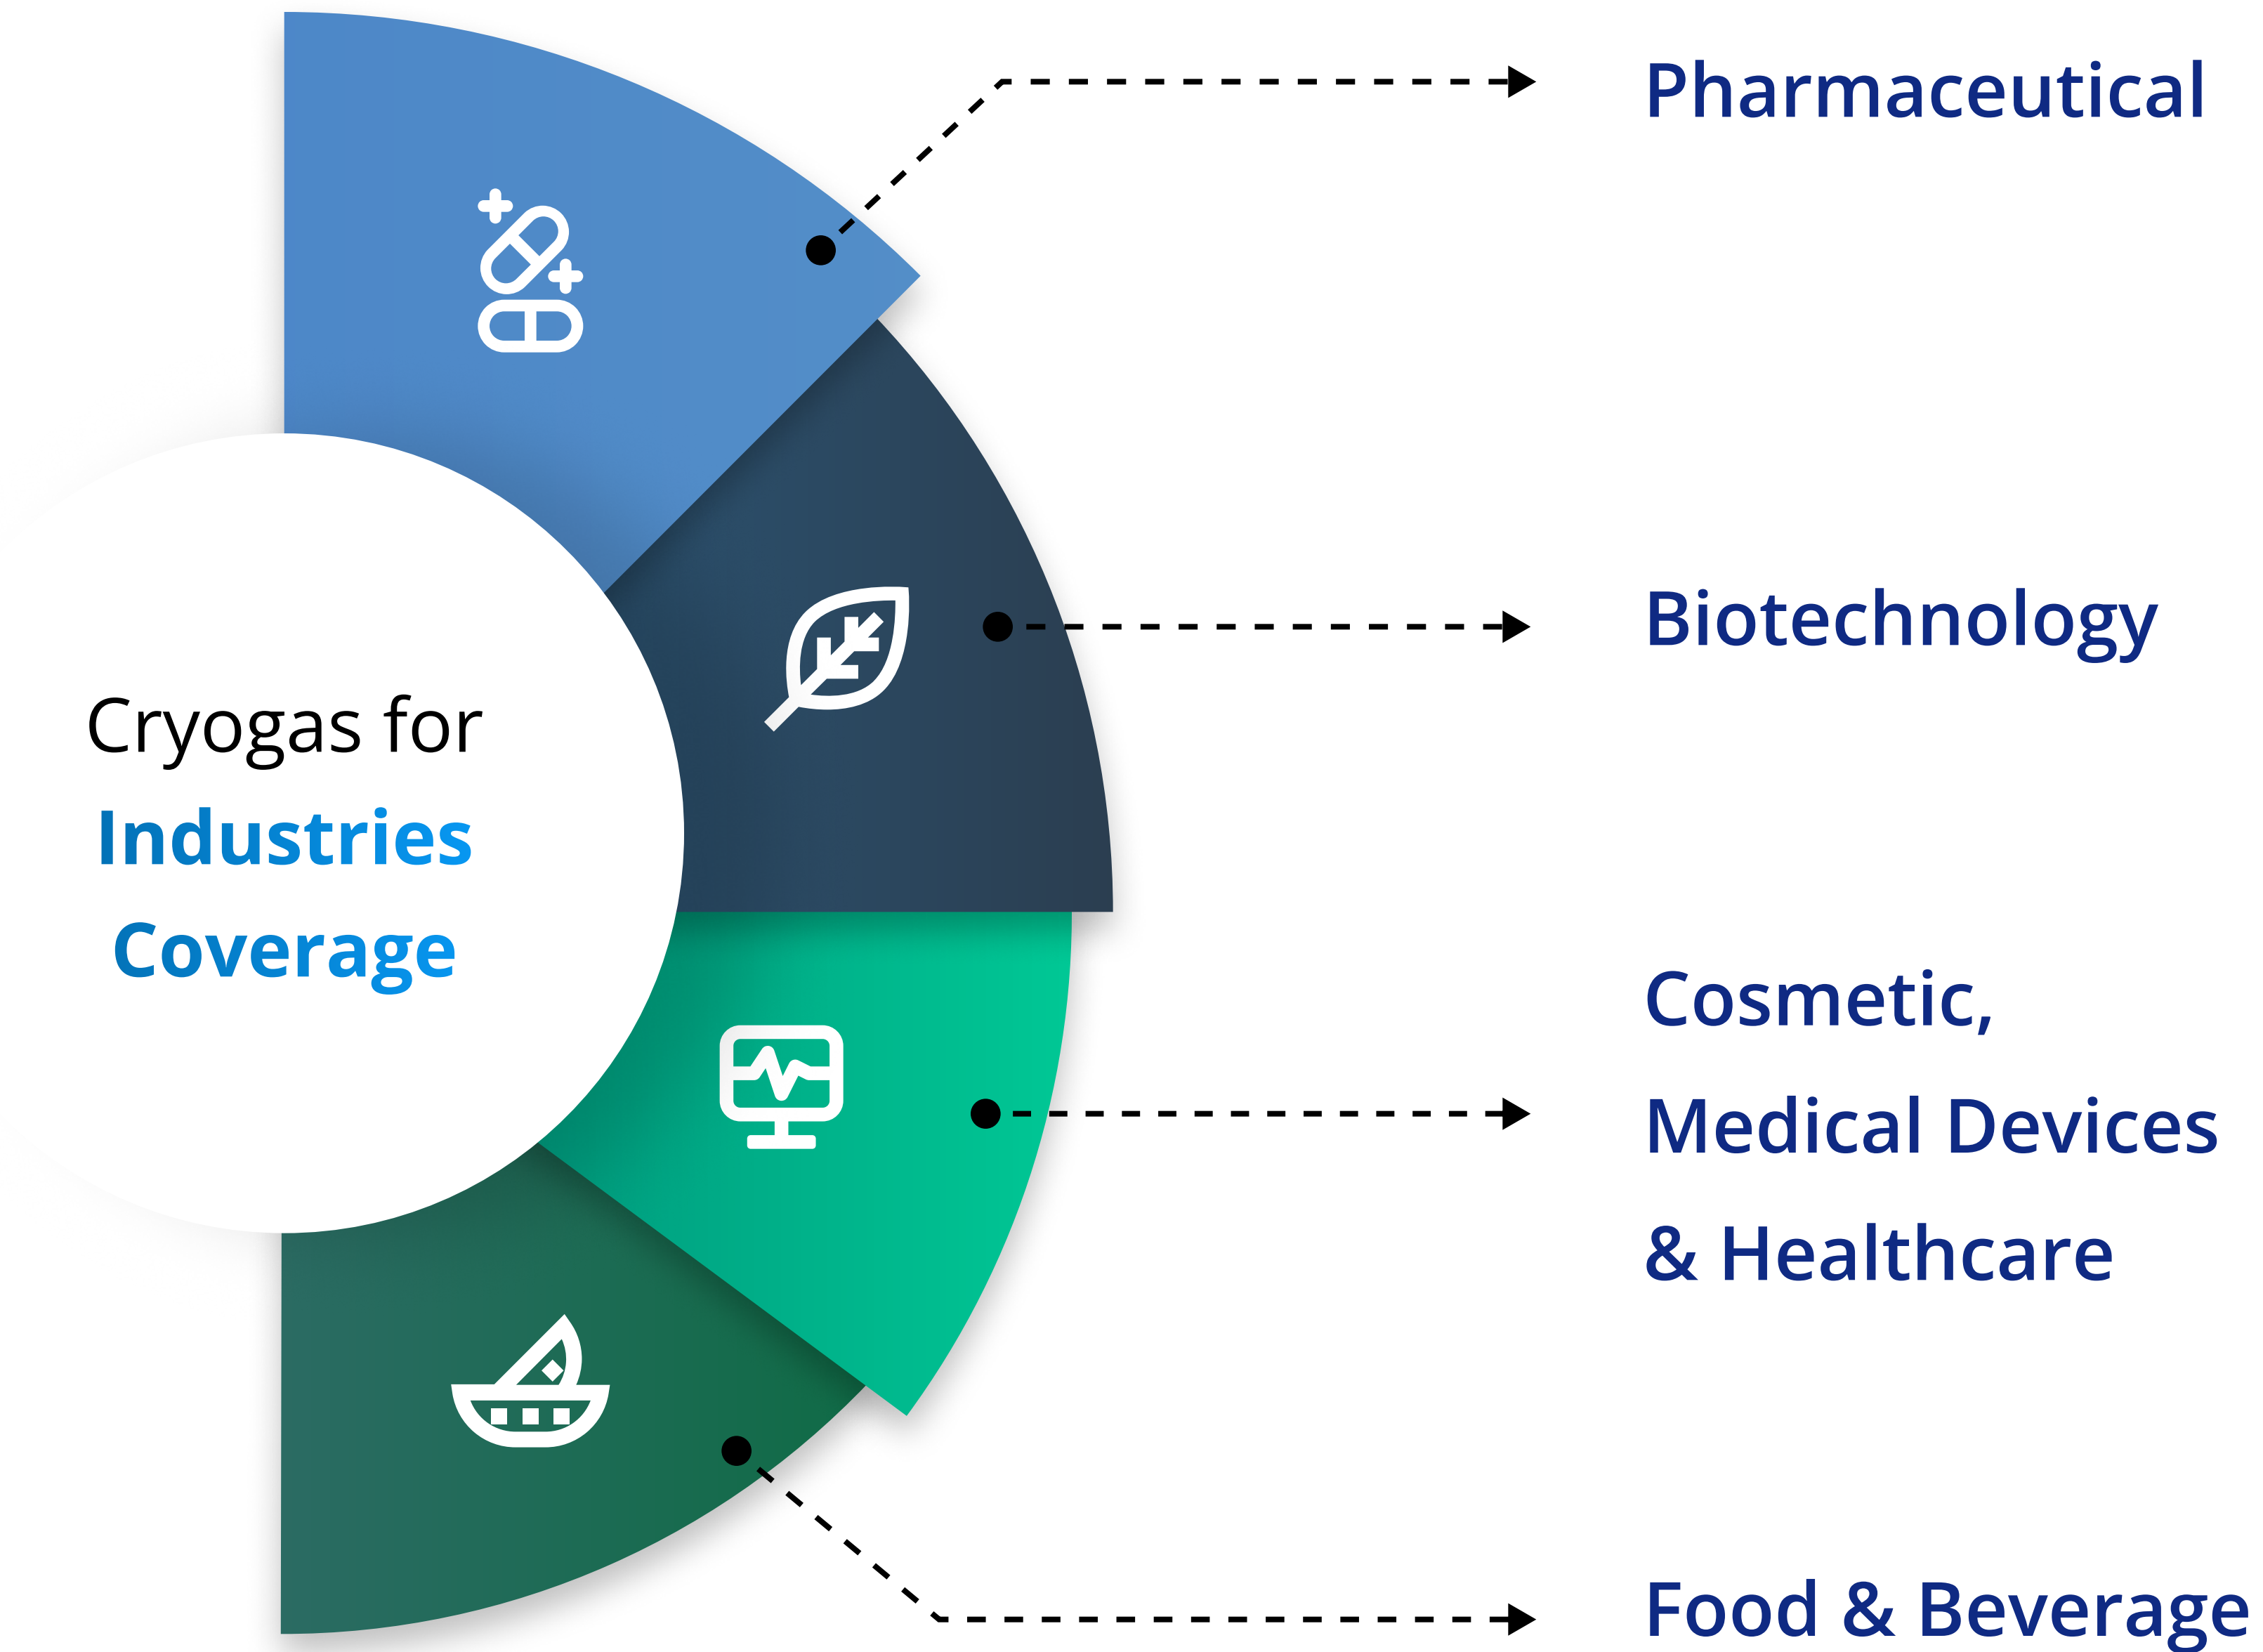 Cryogas for
Industries
Coverage
Pharmaceutical
Biotechnology
Cosmetic,
Medical Devices
& Healthcare
Food & Beverage